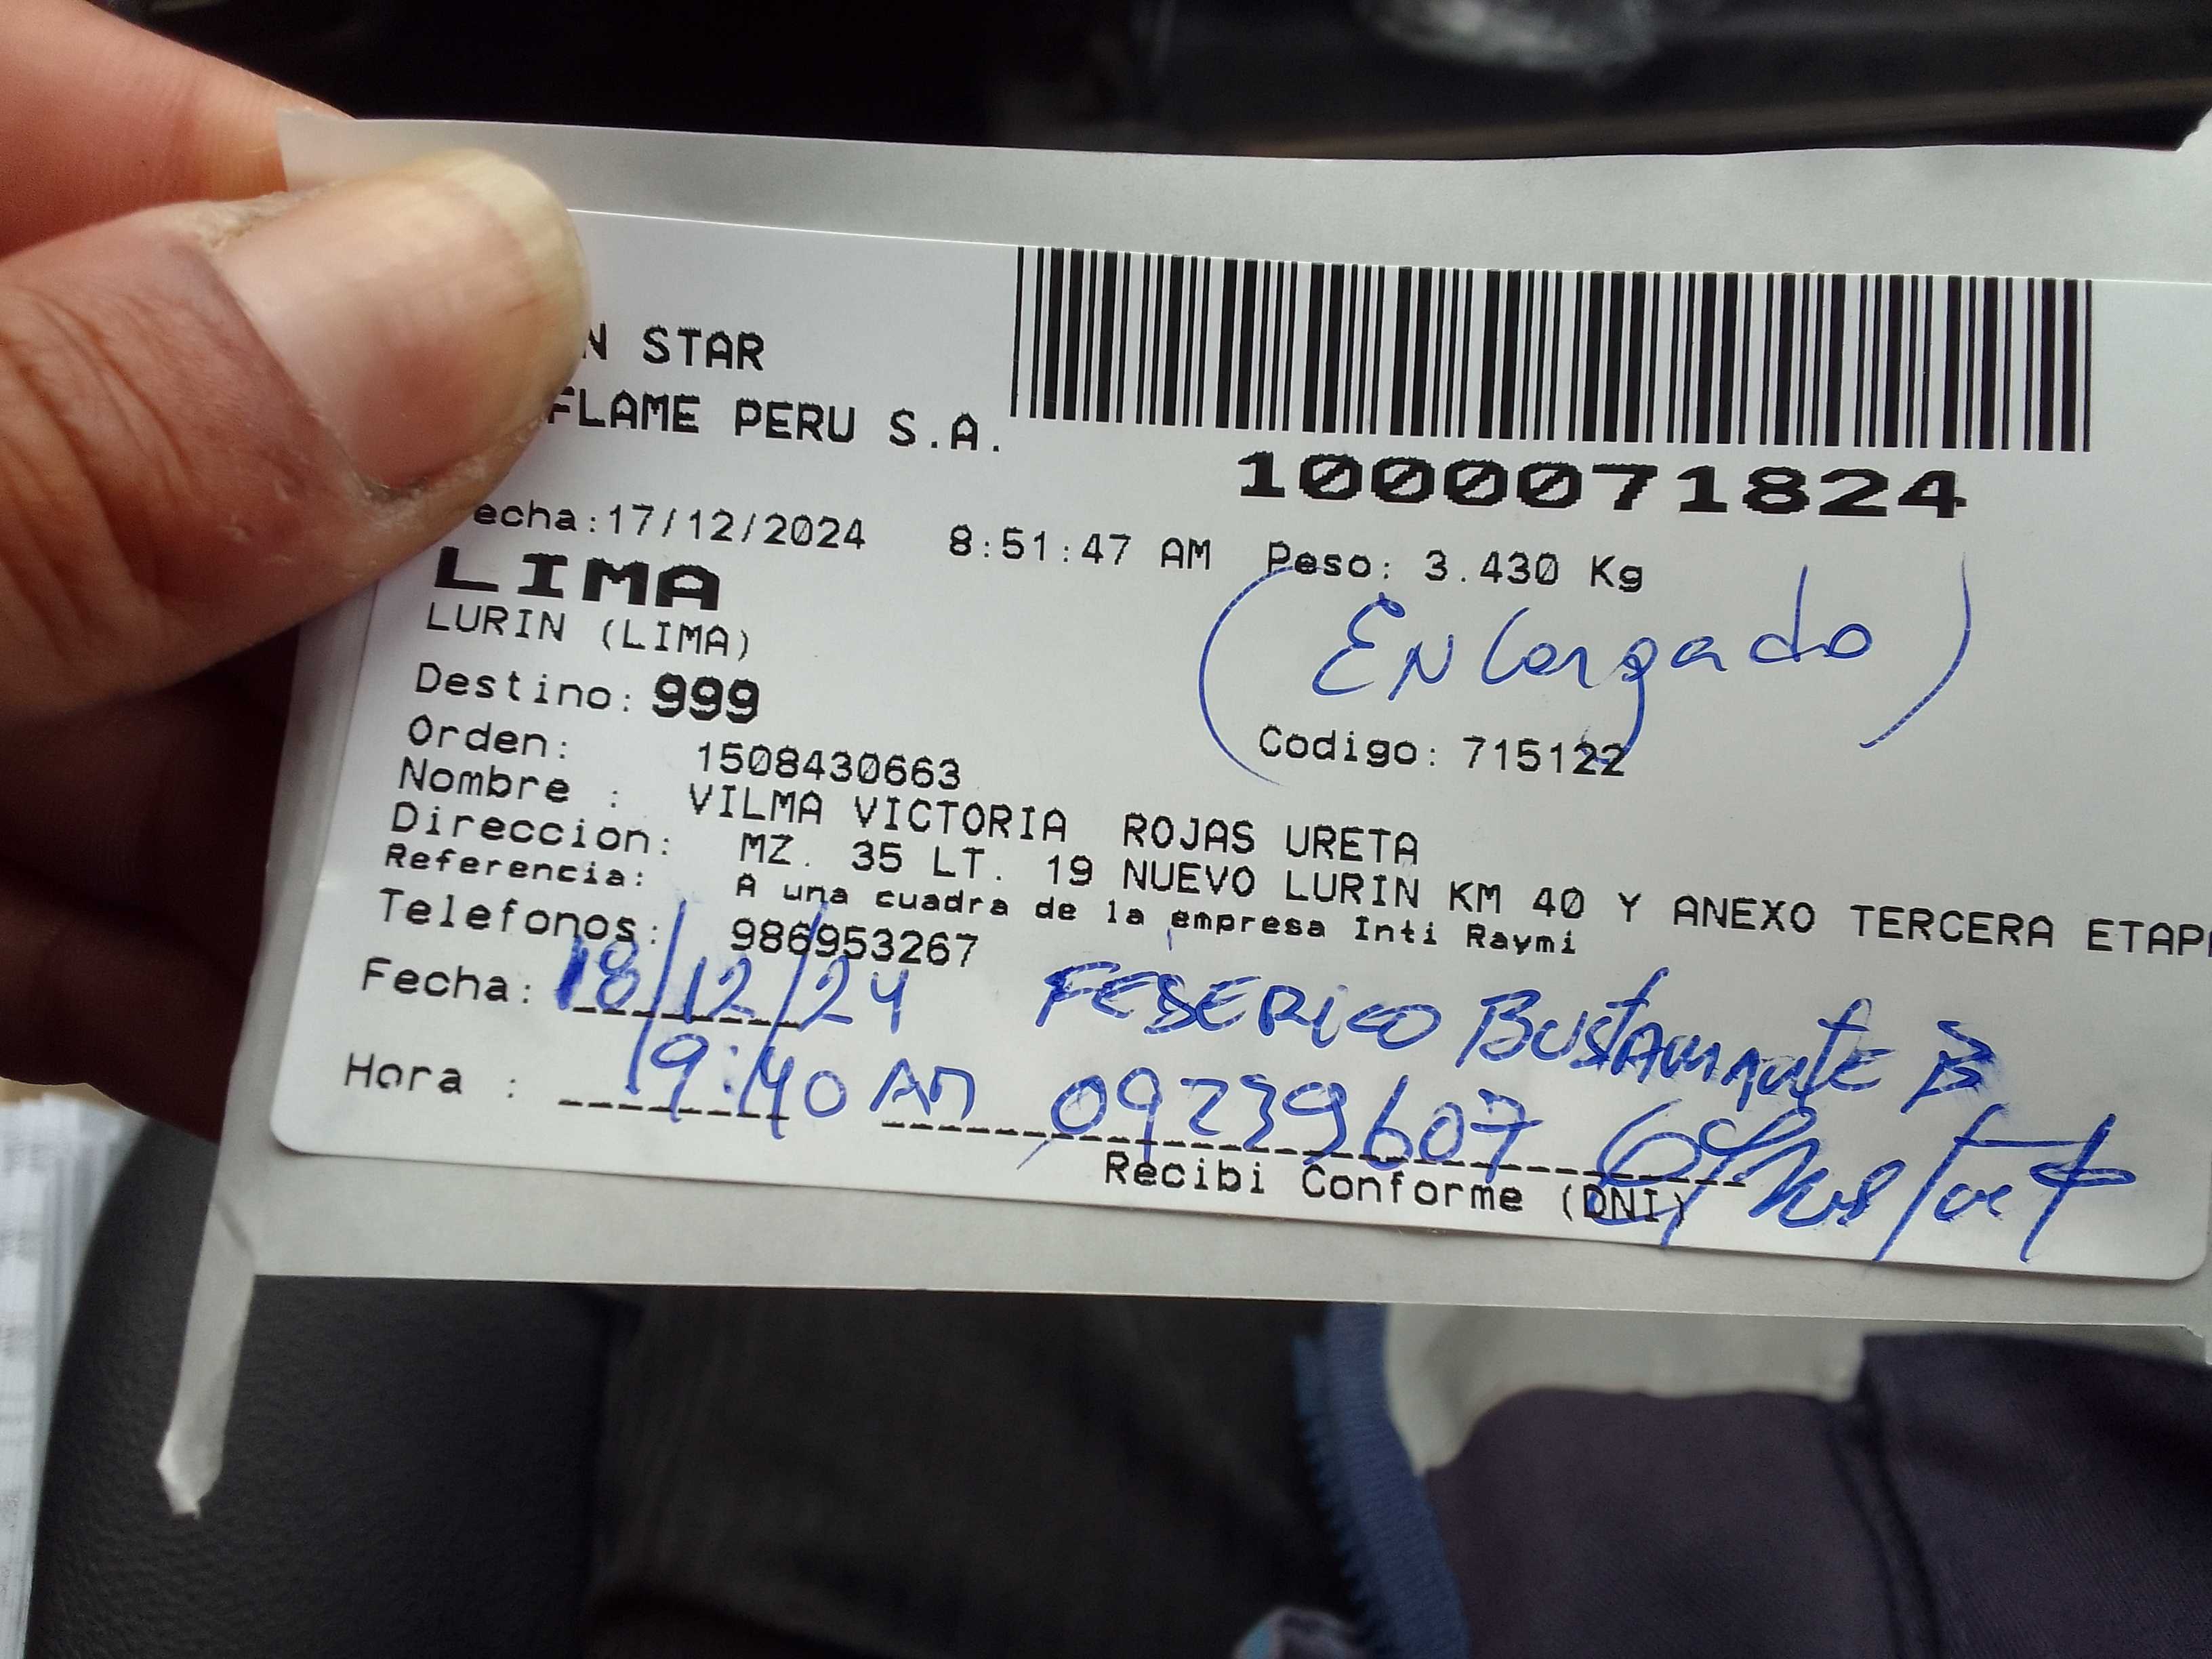 N STAR
FLAME PERU S.A.
1000071824
echa:17/12/2024 8:51:47 AM Peso: 3.430 Kg
LIMA
LURIN (LIMA)
(Encargado)
Destino: 999
Orden: 1508430663 Codigo: 715122
Nombre : VILMA VICTORIA ROJAS URETA
Direccion: MZ. 35 LT. 19 NUEVO LURIN KM 40 Y ANEXO TERCERA ETAP
Referencia: A una cuadra de la empresa Inti Raymi
Telefonos: 986953267
Fecha: 18/12/24 FEDERICO BUSTAMANTE B
Hora : 9:40 AM 09239607
Recibi Conforme (DNI)